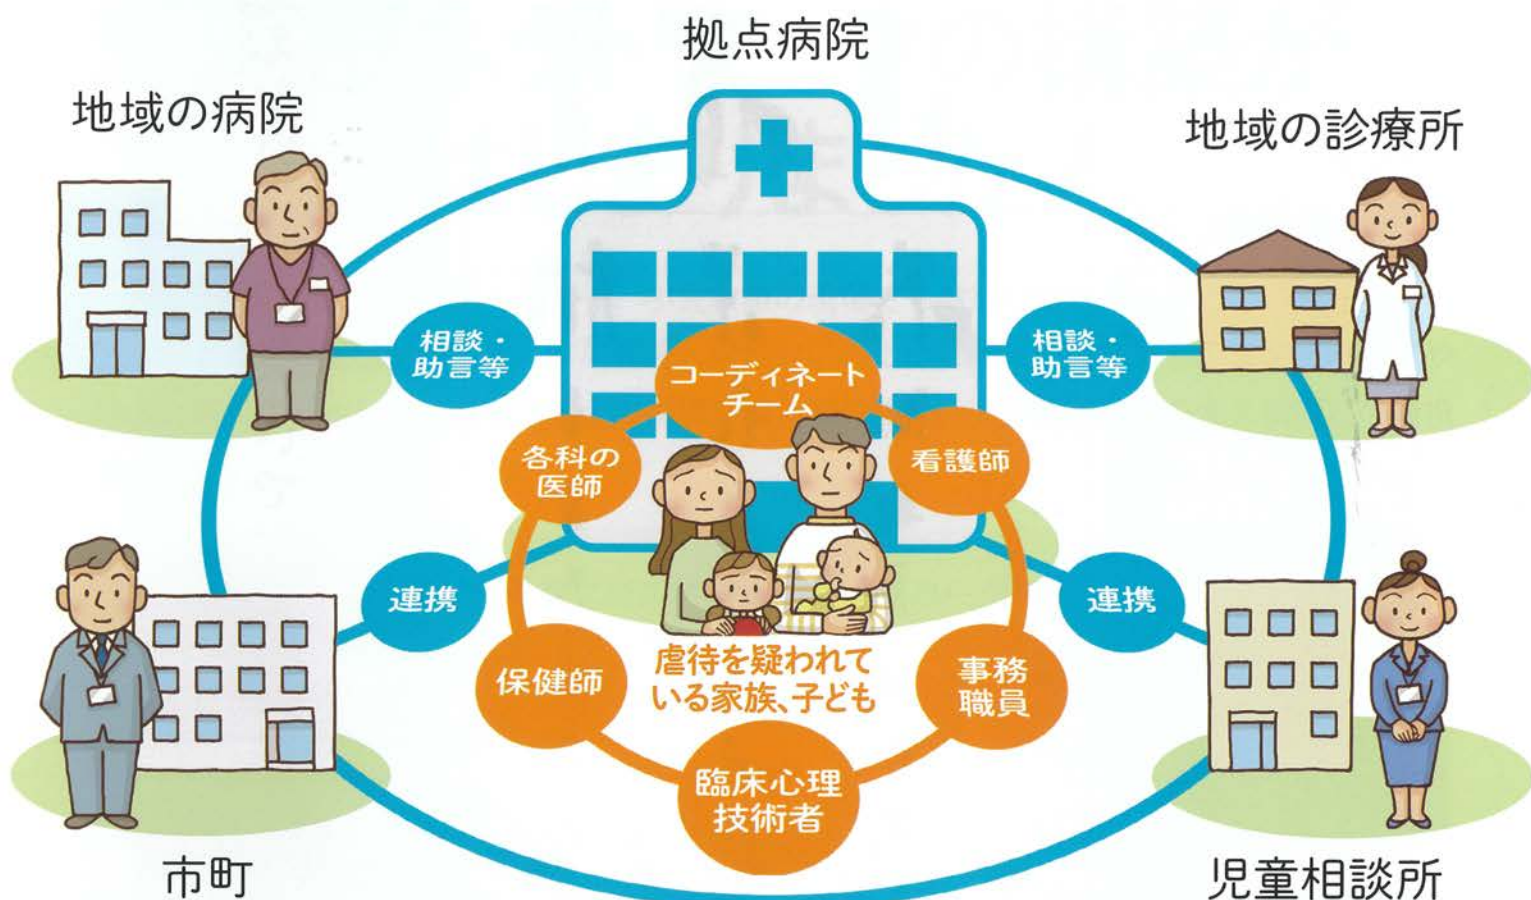 拠点病院
地域の病院
地域の診療所
相談・
助言等
相談・
助言等
コーディネート
チーム
各科の
医師
看護師
連携
連携
保健師
虐待を疑われて
いる家族、子ども
事務
職員
臨床心理
技術者
市町
児童相談所